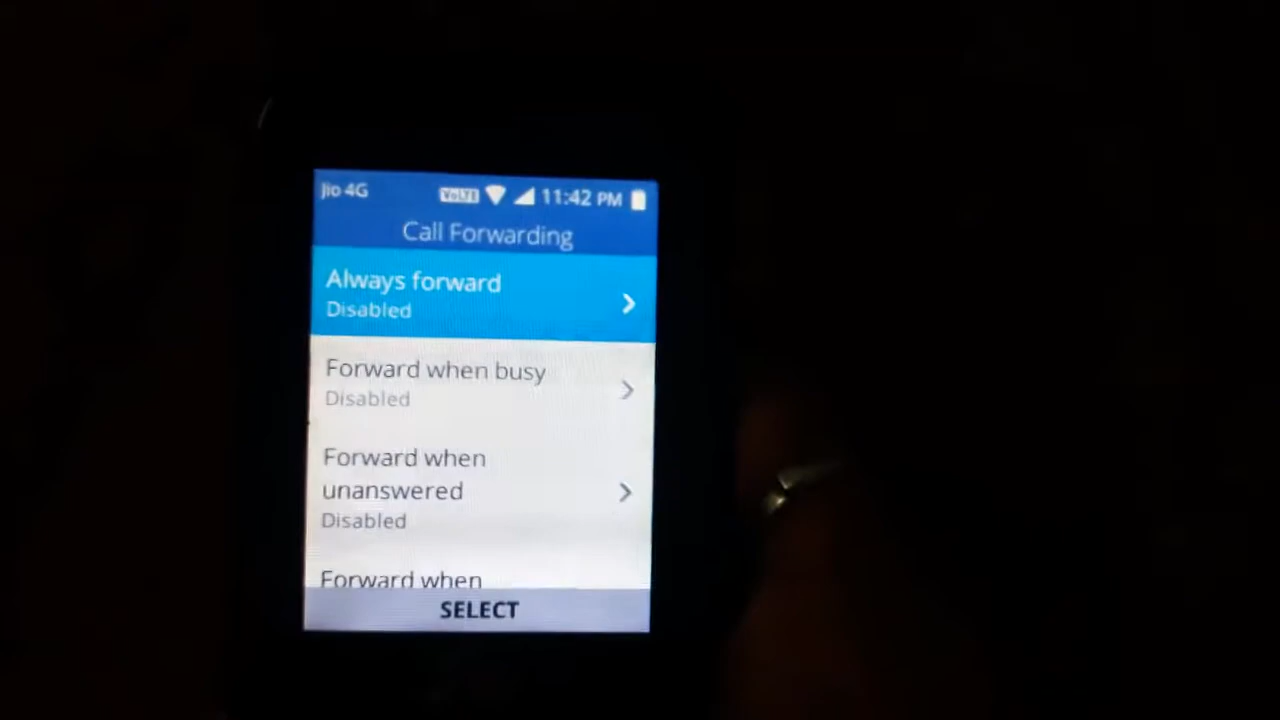 Jio 4G VoLTE 11:42 PM
Call Forwarding
Always forward
Disabled
Forward when busy
Disabled
Forward when
unanswered
Disabled
Forward when
SELECT